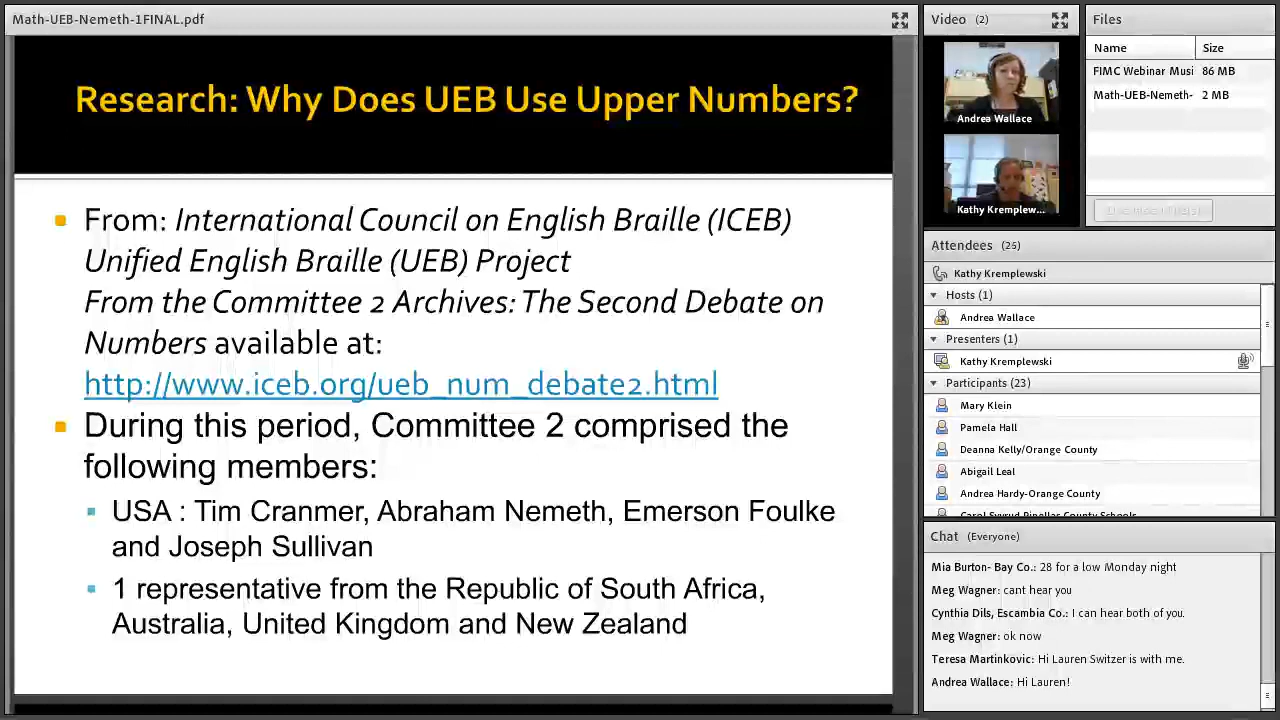 Math-UEB-Nemeth-1FINAL.pdf
Research: Why Does UEB Use Upper Numbers?
From: International Council on English Braille (ICEB)
Unified English Braille (UEB) Project
From the Committee 2 Archives: The Second Debate on
Numbers available at:
http://www.iceb.org/ueb_num_debate2.html
During this period, Committee 2 comprised the
following members:
USA : Tim Cranmer, Abraham Nemeth, Emerson Foulke
and Joseph Sullivan
1 representative from the Republic of South Africa,
Australia, United Kingdom and New Zealand
Video (2)
Andrea Wallace
Kathy Kremplew...
Files
Name Size
FIMC Webinar Musi 86 MB
Math-UEB-Nemeth- 2 MB
Attendees (26)
Kathy Kremplewski
Hosts (1)
Andrea Wallace
Presenters (1)
Kathy Kremplewski
Participants (23)
Mary Klein
Pamela Hall
Deanna Kelly/Orange County
Abigail Leal
Andrea Hardy-Orange County
Chat (Everyone)
Mia Burton- Bay Co.: 28 for a low Monday night
Meg Wagner: cant hear you
Cynthia Dils, Escambia Co.: I can hear both of you.
Meg Wagner: ok now
Teresa Martinkovic: Hi Lauren Switzer is with me.
Andrea Wallace: Hi Lauren!